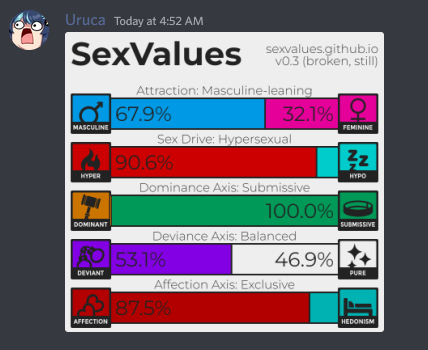 Uruca Today at 4:52 AM
SexValues
sexvalues.github.io
v0.3 (broken, still)
Attraction: Masculine-leaning
MASCULINE 67.9% 32.1% FEMININE
Sex Drive: Hypersexual
HYPER 90.6% HYPO
Dominance Axis: Submissive
DOMINANT 100.0% SUBMISSIVE
Deviance Axis: Balanced
DEVIANT 53.1% 46.9% PURE
Affection Axis: Exclusive
AFFECTION 87.5% HEDONISM